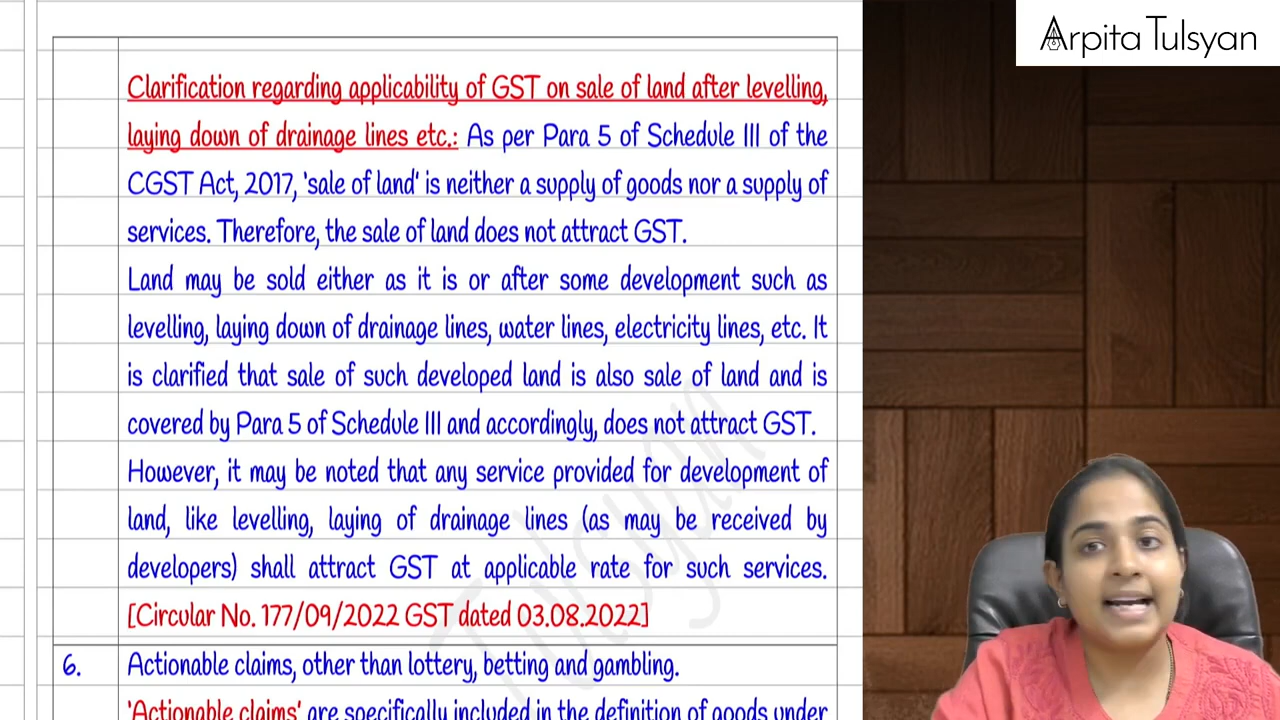 Arpita Tulsyan
Clarification regarding applicability of GST on sale of land after levelling,
laying down of drainage lines etc.: As per Para 5 of Schedule III of the
CGST Act, 2017, 'sale of land' is neither a supply of goods nor a supply of
services. Therefore, the sale of land does not attract GST.
Land may be sold either as it is or after some development such as
levelling, laying down of drainage lines, water lines, electricity lines, etc. It
is clarified that sale of such developed land is also sale of land and is
covered by Para 5 of Schedule III and accordingly, does not attract GST.
However, it may be noted that any service provided for development of
land, like levelling, laying of drainage lines (as may be received by
developers) shall attract GST at applicable rate for such services.
[Circular No. 177/09/2022 GST dated 03.08.2022]
6. Actionable claims, other than lottery, betting and gambling.
'Actionable claims' are specifically included in the definition of goods under
Tulsyan